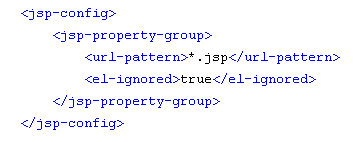 <jsp-config>
<jsp-property-group>
<url-pattern>*.jsp</url-pattern>
<el-ignored>true</el-ignored>
</jsp-property-group>
</jsp-config>